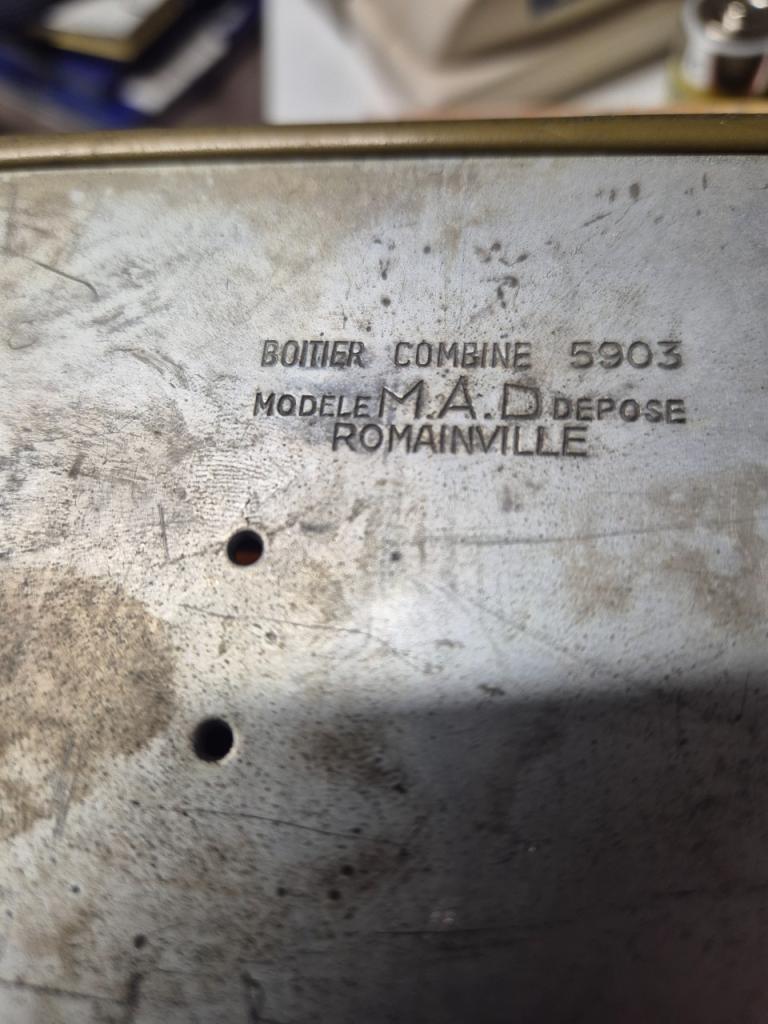 BOITIER COMBINE 5903
MODELE M.A.D DEPOSE
ROMAINVILLE